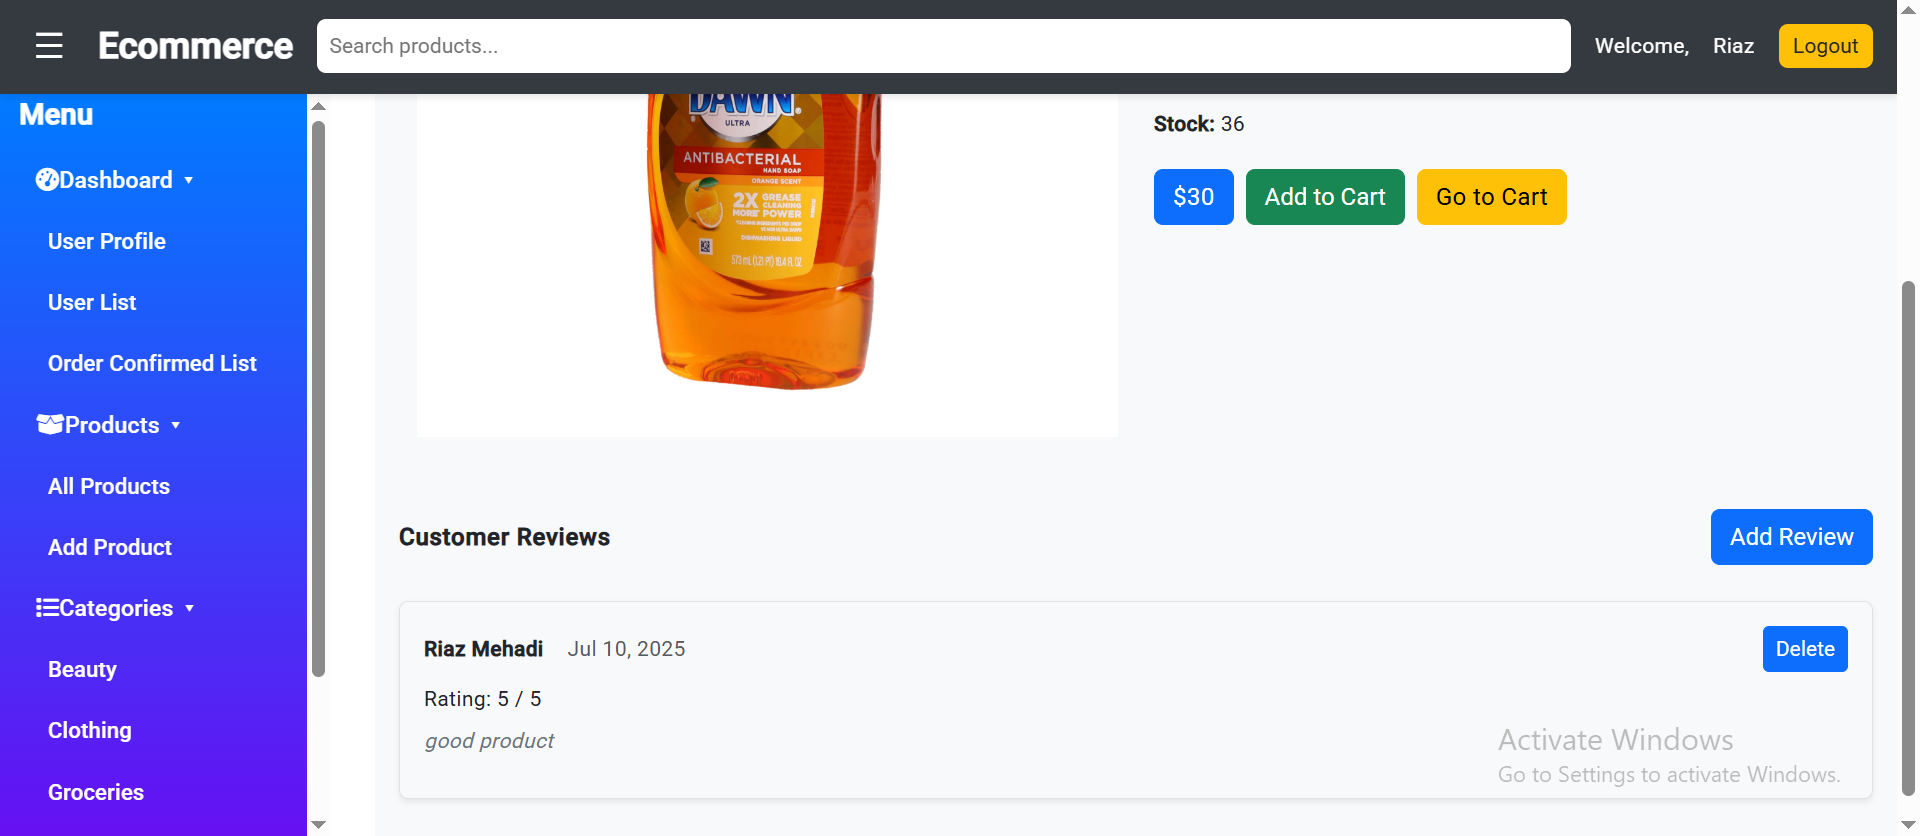 ☰ Ecommerce Search products... Welcome, Riaz Logout
Menu
Dashboard ▼
User Profile
User List
Order Confirmed List
Products ▼
All Products
Add Product
Categories ▼
Beauty
Clothing
Groceries
DAWN®
ULTRA
ANTIBACTERIAL
HAND SOAP
ORANGE SCENT
2X GREASE
CLEANING
MORE* POWER
DISHWASHING LIQUID
573 mL (1.21 PT) 19.4 FL OZ
Stock: 36
$30 Add to Cart Go to Cart
Customer Reviews Add Review
Riaz Mehadi Jul 10, 2025 Delete
Rating: 5 / 5
good product
Activate Windows
Go to Settings to activate Windows.